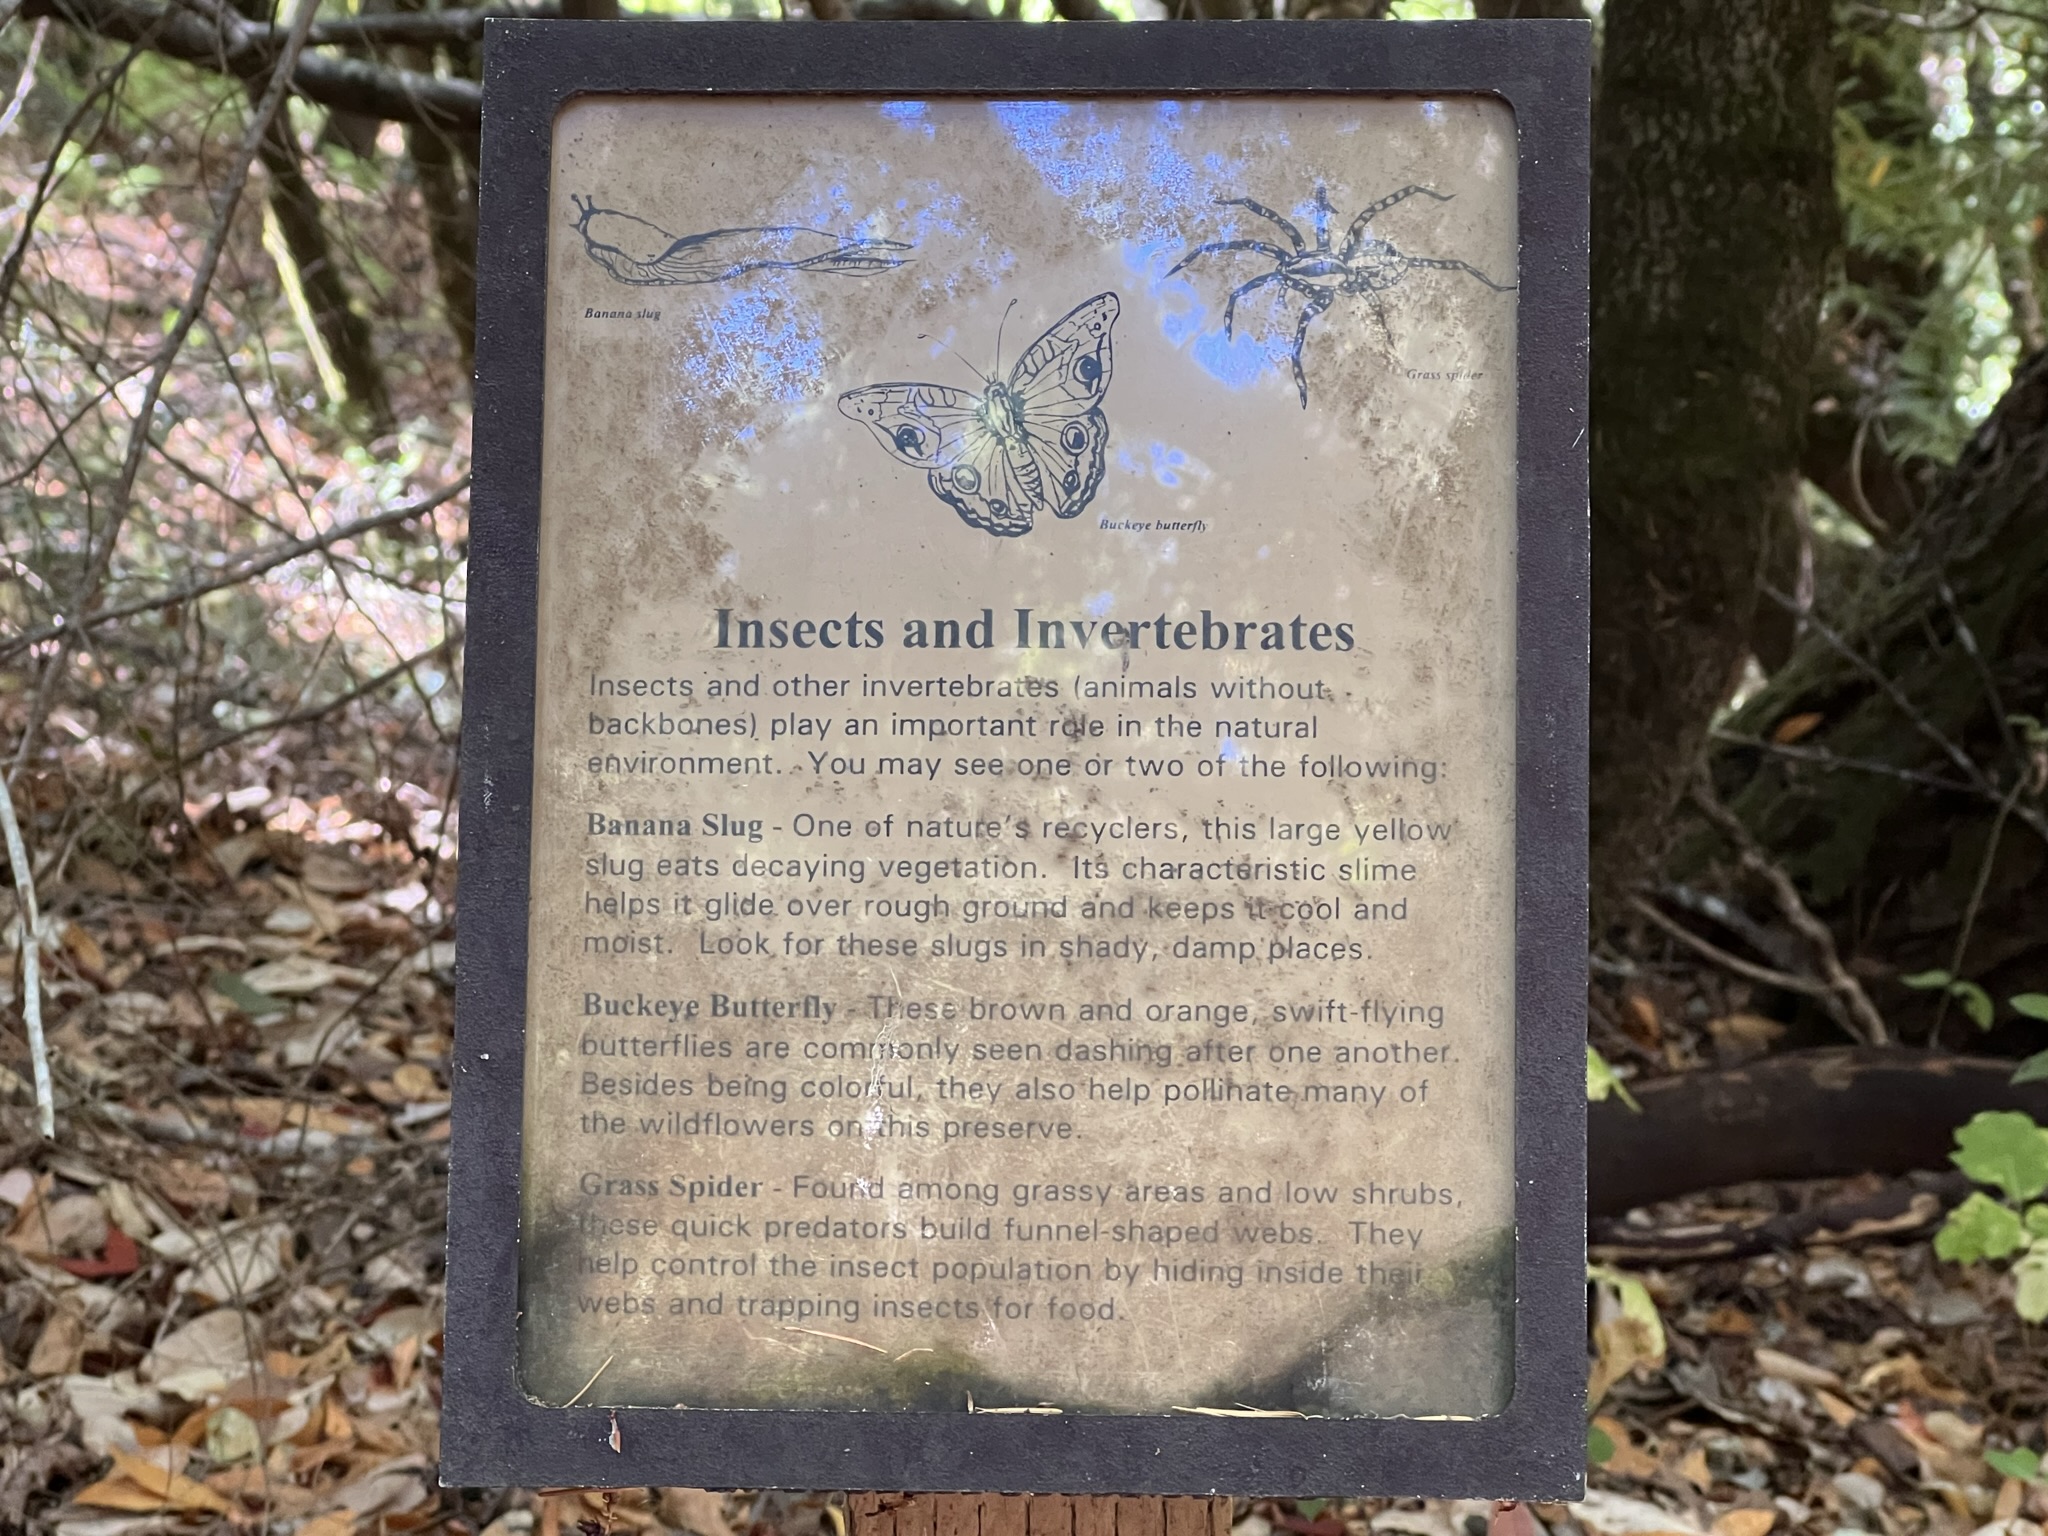 Banana slug
Grass spider
Buckeye butterfly
Insects and Invertebrates
Insects and other invertebrates (animals without
backbones) play an important role in the natural
environment. You may see one or two of the following:
Banana Slug - One of nature's recyclers, this large yellow
slug eats decaying vegetation. Its characteristic slime
helps it glide over rough ground and keeps it cool and
moist. Look for these slugs in shady, damp places.
Buckeye Butterfly - These brown and orange, swift-flying
butterflies are commonly seen dashing after one another.
Besides being colorful, they also help pollinate many of
the wildflowers on this preserve.
Grass Spider - Found among grassy areas and low shrubs,
these quick predators build funnel-shaped webs. They
help control the insect population by hiding inside their
webs and trapping insects for food.